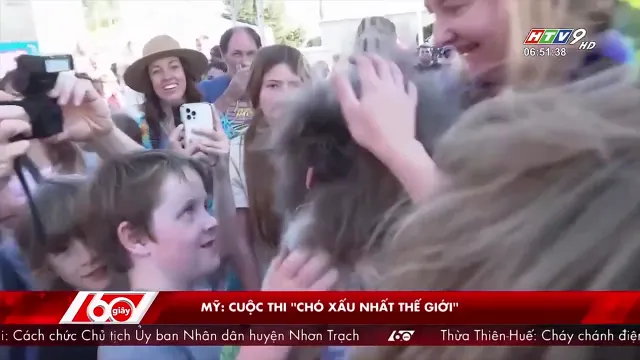 HTV9 HD
06:51:38
60 giây
MỸ: CUỘC THI "CHÓ XẤU NHẤT THẾ GIỚI"
i: Cách chức Chủ tịch Ủy ban Nhân dân huyện Nhơn Trạch 60 Thừa Thiên-Huế: Cháy chánh điệ